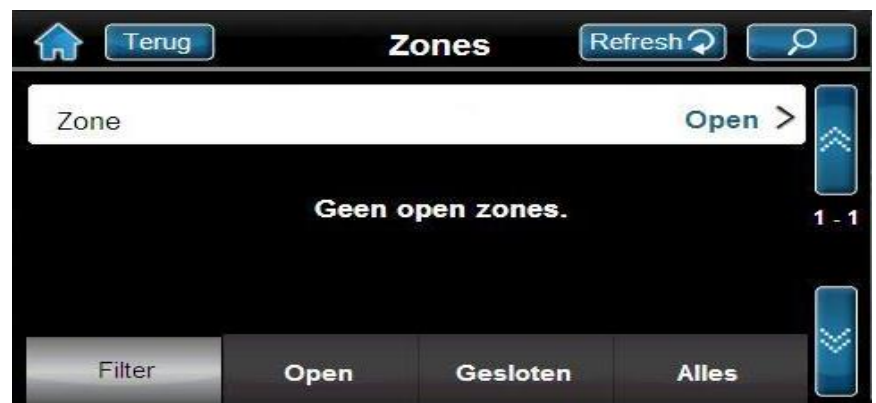 Terug Zones Refresh
Zone Open >
Geen open zones.
1 - 1
Filter Open Gesloten Alles